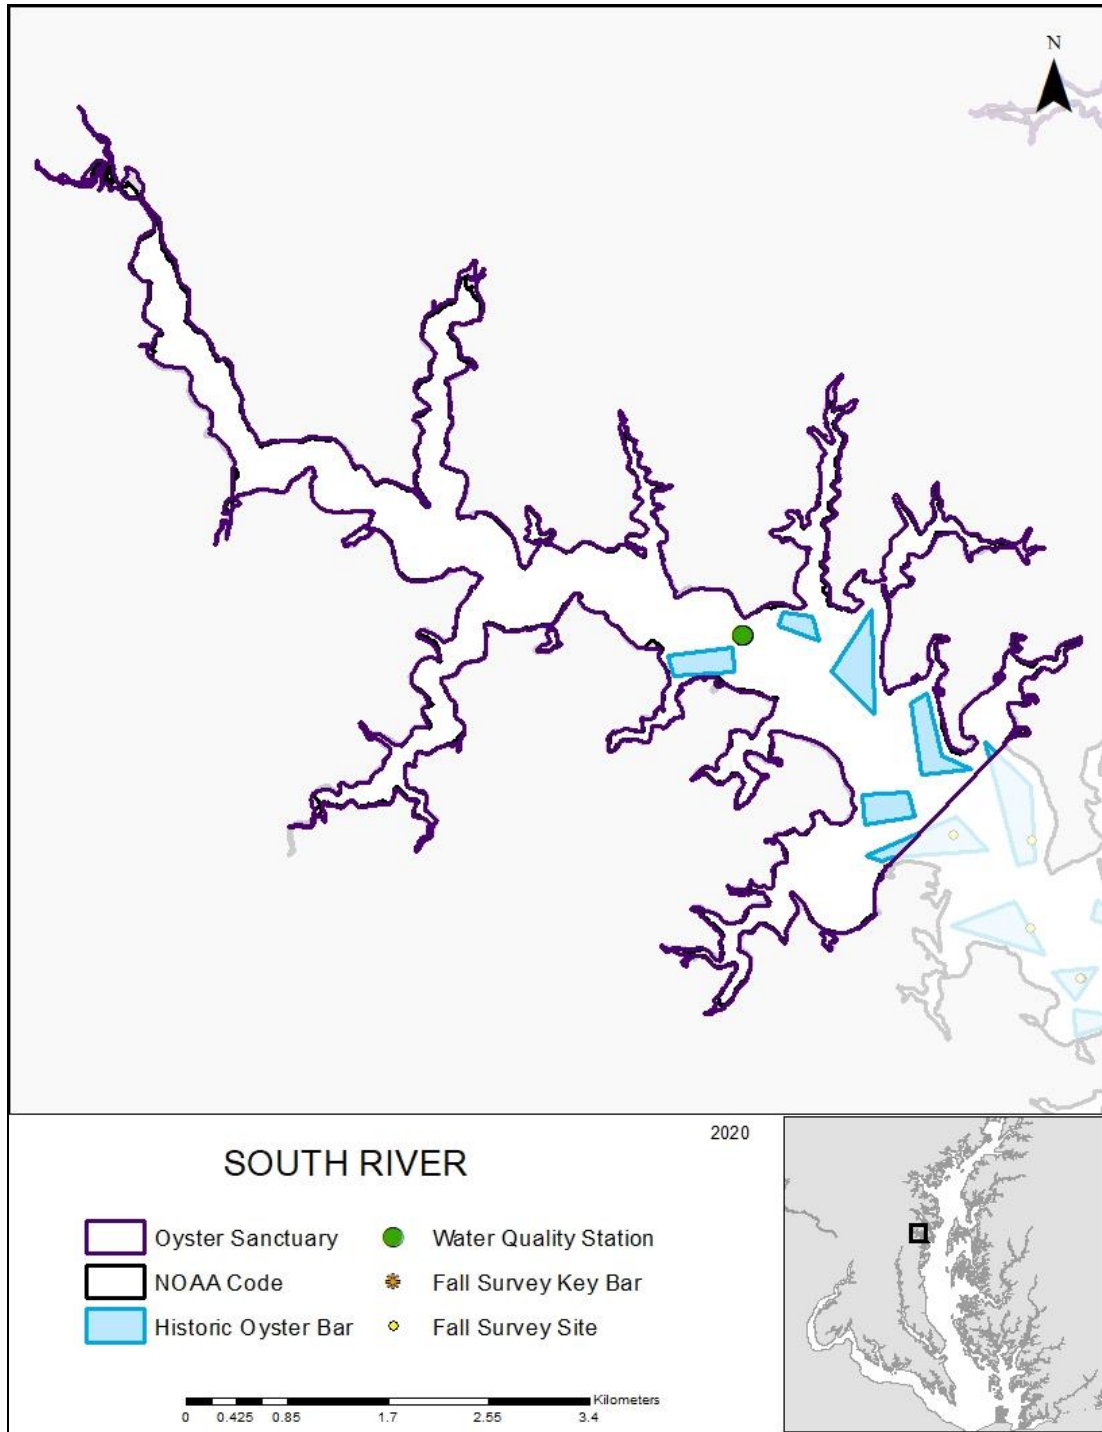 N
2020
SOUTH RIVER
Oyster Sanctuary
Water Quality Station
NOAA Code
Fall Survey Key Bar
Historic Oyster Bar
Fall Survey Site
Kilometers
0 0.425 0.85 1.7 2.55 3.4